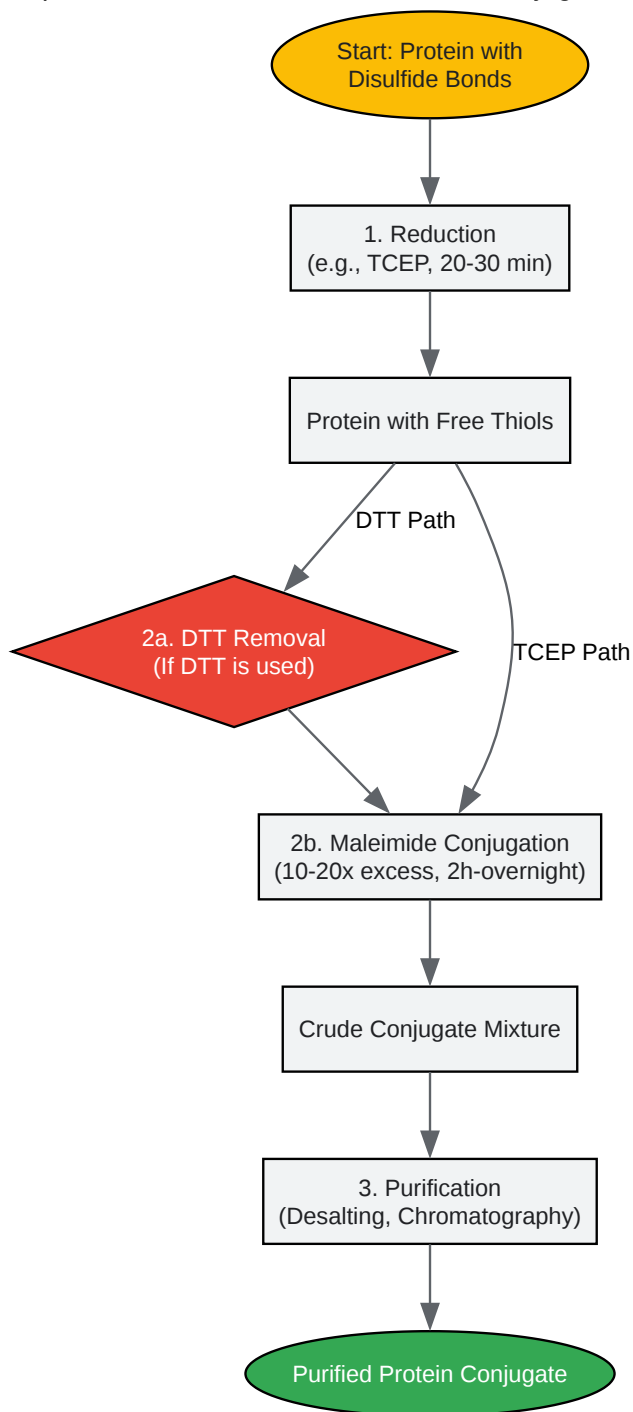 Start: Protein with
Disulfide Bonds
1. Reduction
(e.g., TCEP, 20-30 min)
Protein with Free Thiols
DTT Path
2a. DTT Removal
(If DTT is used)
TCEP Path
2b. Maleimide Conjugation
(10-20x excess, 2h-overnight)
Crude Conjugate Mixture
3. Purification
(Desalting, Chromatography)
Purified Protein Conjugate